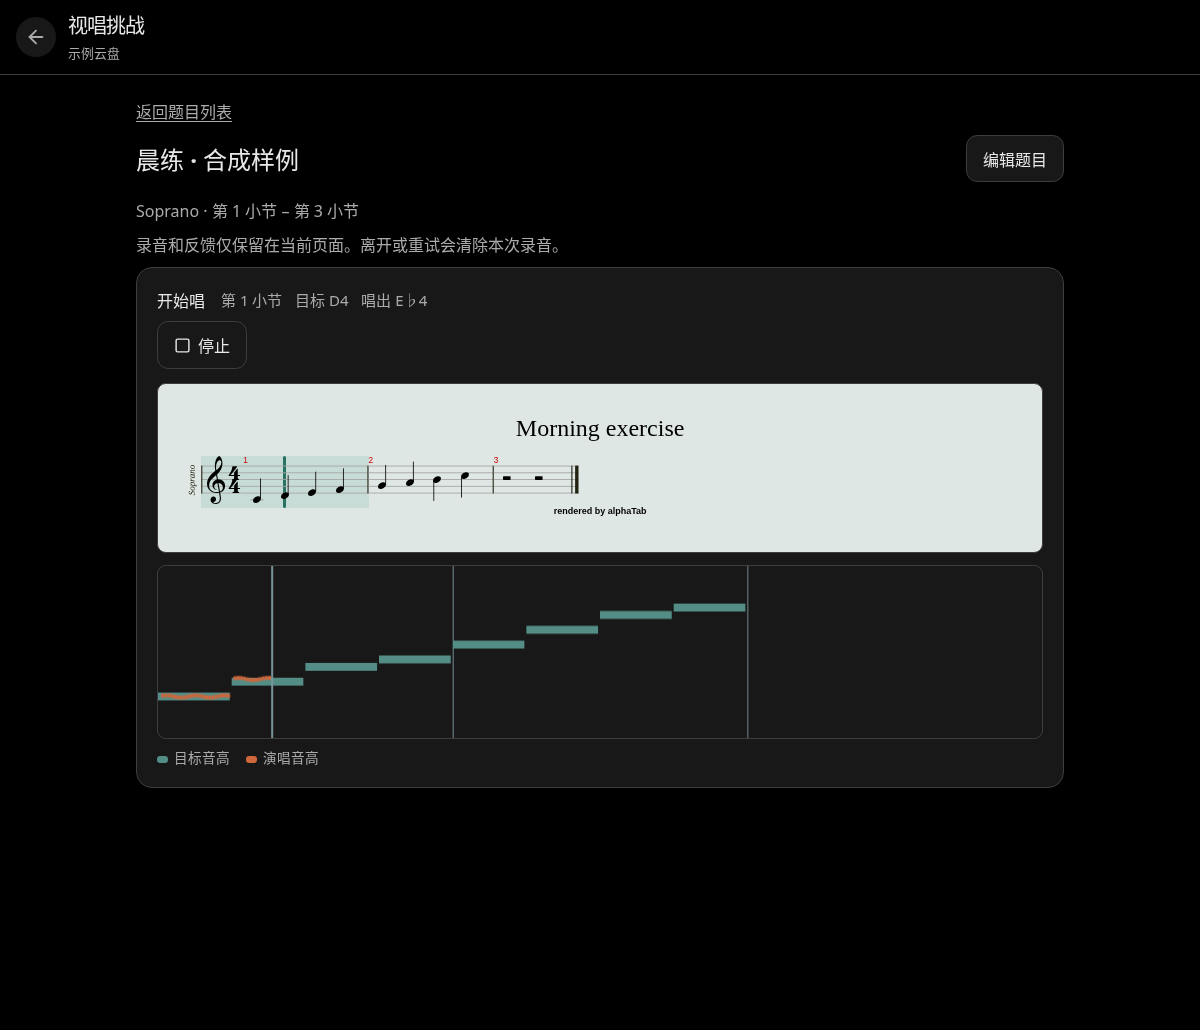 视唱挑战
示例云盘
返回题目列表
晨练 · 合成样例
编辑题目
Soprano · 第 1 小节 – 第 3 小节
录音和反馈仅保留在当前页面。离开或重试会清除本次录音。
开始唱 第 1 小节 目标 D4 唱出 E♭4
停止
Morning exercise
1 2 3
Soprano
4
4
rendered by alphaTab
目标音高 演唱音高